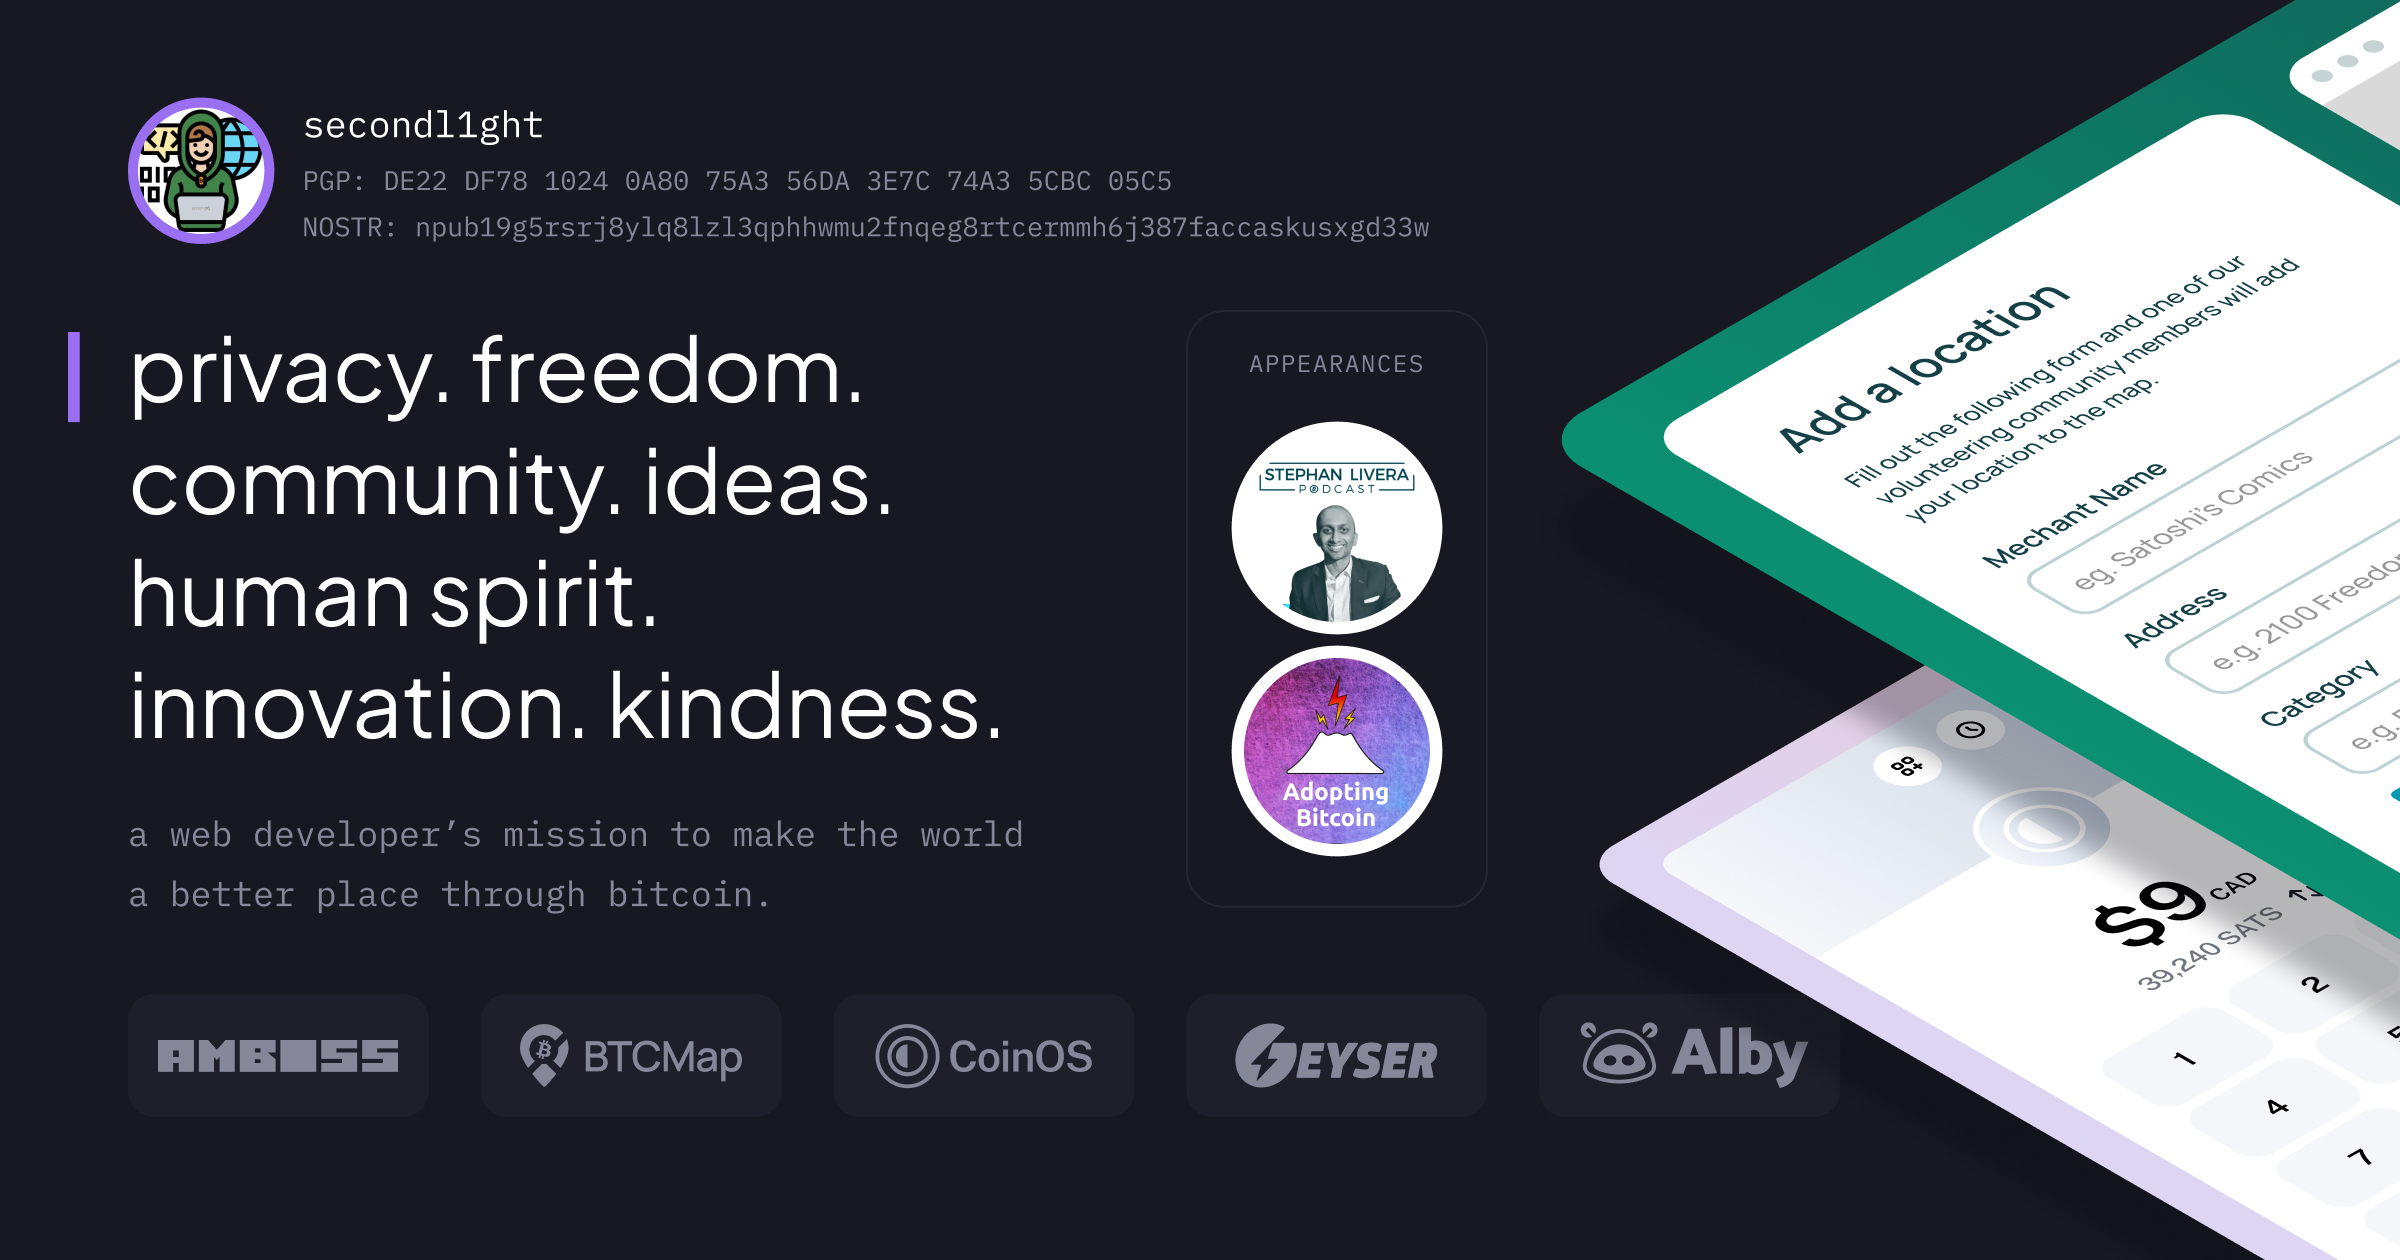 secondl1ght
PGP: DE22 DF78 1024 0A80 75A3 56DA 3E7C 74A3 5CBC 05C5
NOSTR: npub19g5rsrj8ylq8lzl3qphhwmu2fnqeg8rtcermmh6j387faccaskusxgd33w
privacy. freedom.
community. ideas.
human spirit.
innovation. kindness.
a web developer’s mission to make the world
a better place through bitcoin.
APPEARANCES
STEPHAN LIVERA
PODCAST
Adopting
Bitcoin
AMBOSS
BTCMap
CoinOS
GEYSER
Alby
Add a location
Fill out the following form and one of our
volunteering community members will add
your location to the map.
Mechant Name
eg. Satoshi's Comics
Address
e.g. 2100
Category
e.g.
$9 CAD
39,240 SATS
1
2
4
7